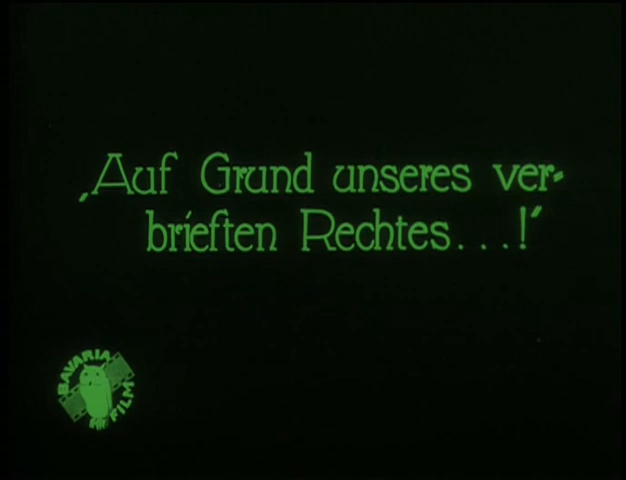 „Auf Grund unseres ver-
brieften Rechtes...!"
BAVARIA
FILM